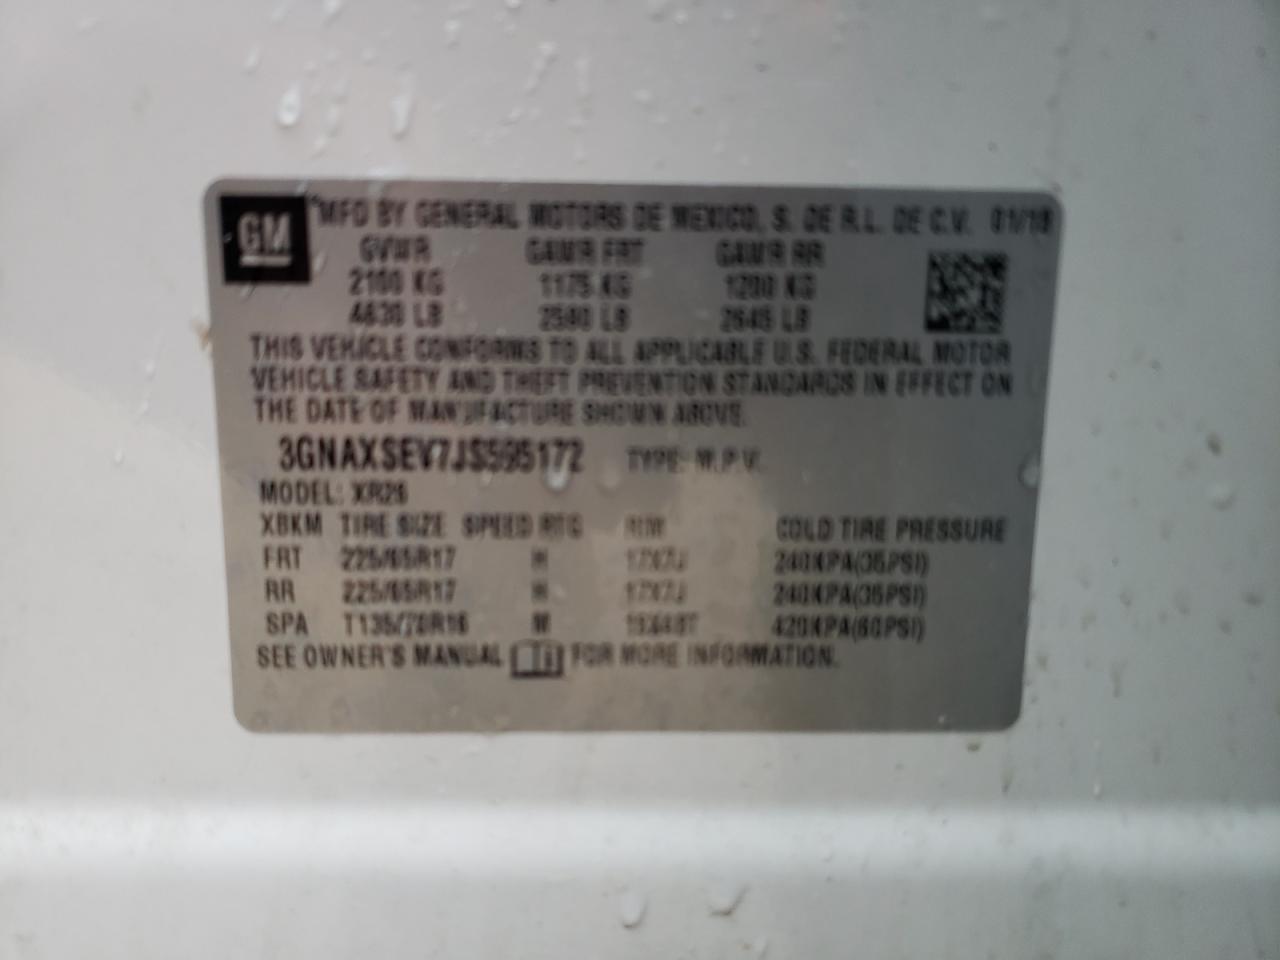 GM
MFD BY GENERAL MOTORS DE MEXICO, S. DE R.L. DE C.V. 01/18
GVWR GAWR FRT GAWR RR
2100 KG 1175 KG 1200 KG
4630 LB 2590 LB 2645 LB
THIS VEHICLE CONFORMS TO ALL APPLICABLE U.S. FEDERAL MOTOR
VEHICLE SAFETY AND THEFT PREVENTION STANDARDS IN EFFECT ON
THE DATE OF MANUFACTURE SHOWN ABOVE.
3GNAXSEV7JS595172 TYPE: M.P.V.
MODEL: XR26
XBKM TIRE SIZE SPEED RTG RIM COLD TIRE PRESSURE
FRT 225/65R17 H 17X7J 240KPA(35PSI)
RR 225/65R17 H 17X7J 240KPA(35PSI)
SPA T135/70R16 M 420KPA(60PSI)
SEE OWNER'S MANUAL FOR MORE INFORMATION.